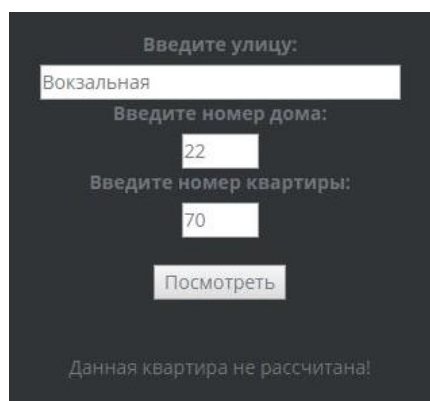 Введите улицу:
Вокзальная
Введите номер дома:
22
Введите номер квартиры:
70
Посмотреть
Данная квартира не рассчитана!